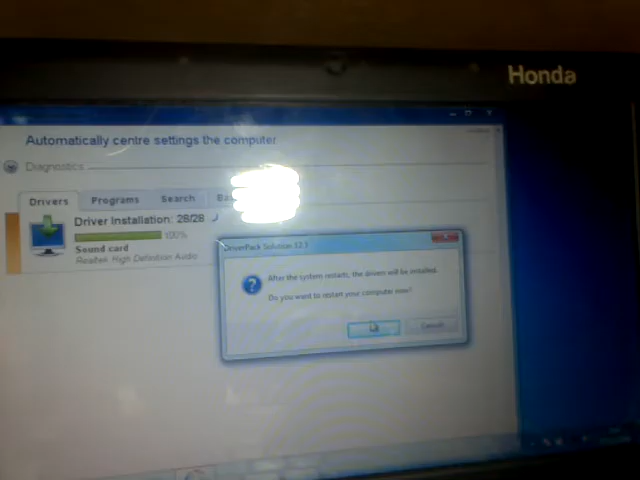 Honda
Automatically centre settings the computer
Diagnostics
Drivers Programs Search
Driver Installation: 28/28
100%
Sound card
Realtek High Definition Audio
DriverPack Solution 12.3
After the system restarts, the drivers will be installed.
Do you want to restart your computer now?
Cancel